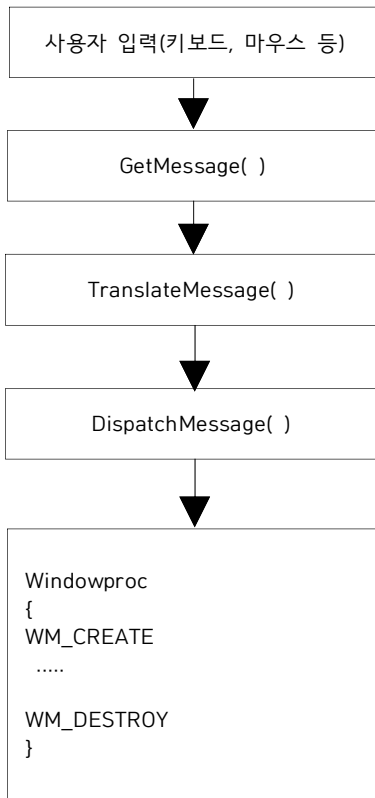 사용자 입력(키보드, 마우스 등)
GetMessage( )
TranslateMessage( )
DispatchMessage( )
Windowproc
{
WM_CREATE
.....
WM_DESTROY
}